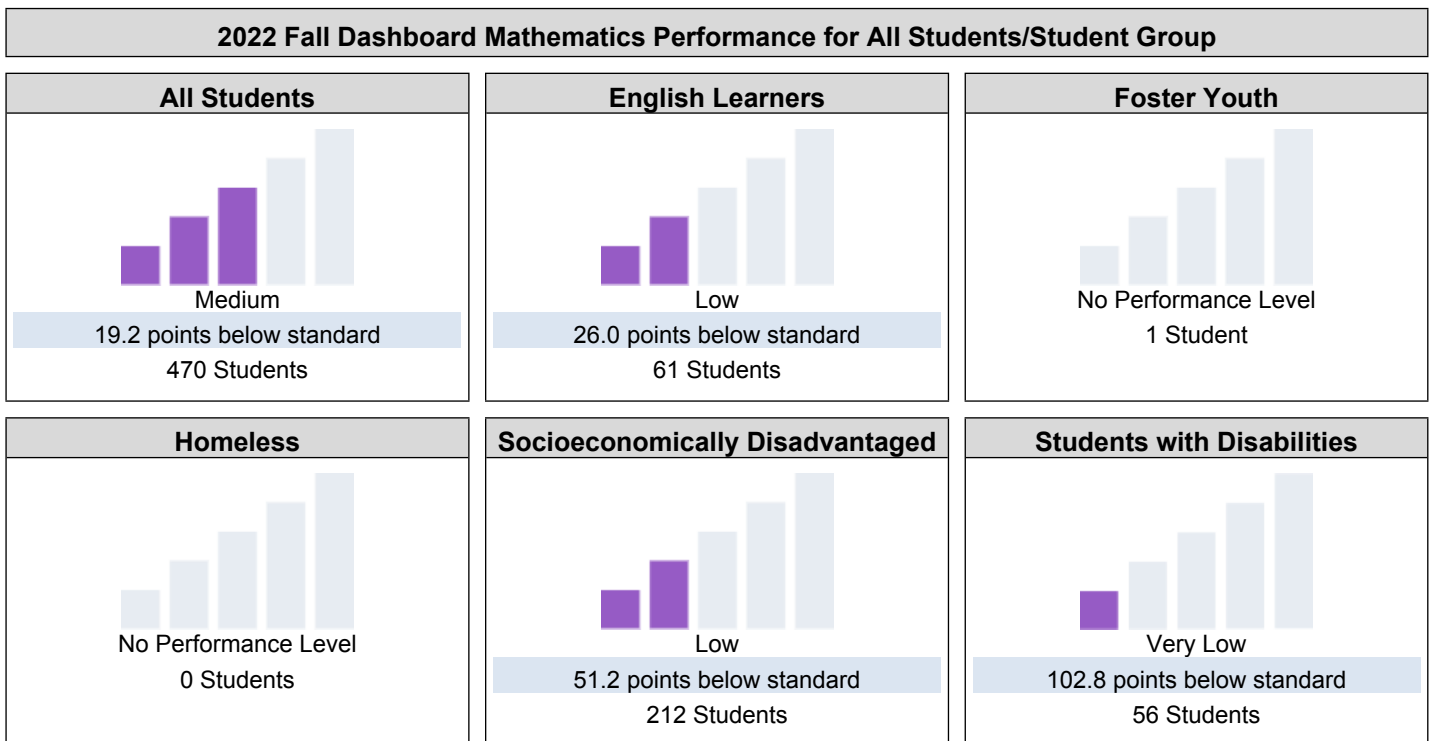 2022 Fall Dashboard Mathematics Performance for All Students/Student Group
All Students
Medium
19.2 points below standard
470 Students
English Learners
Low
26.0 points below standard
61 Students
Foster Youth
No Performance Level
1 Student
Homeless
No Performance Level
0 Students
Socioeconomically Disadvantaged
Low
51.2 points below standard
212 Students
Students with Disabilities
Very Low
102.8 points below standard
56 Students